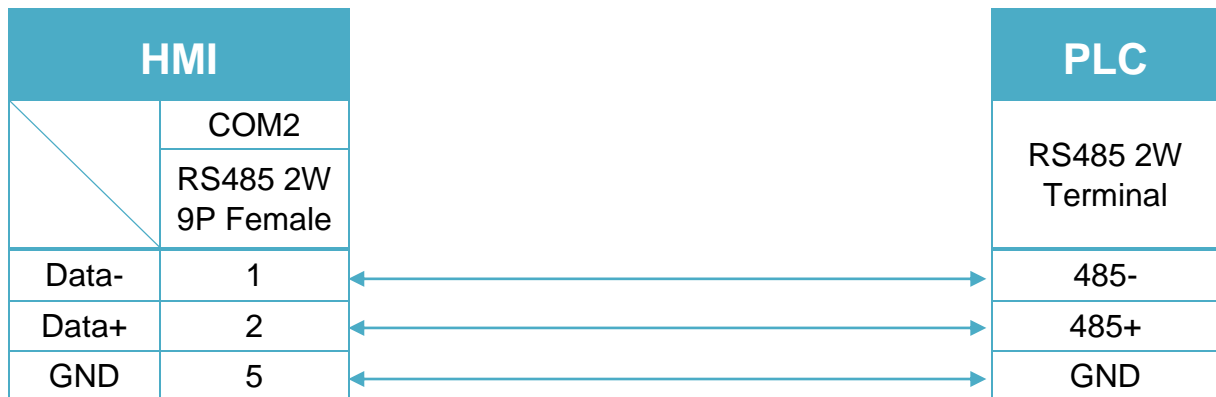 HMI PLC
COM2
RS485 2W
9P Female
RS485 2W
Terminal
Data- 1 485-
Data+ 2 485+
GND 5 GND